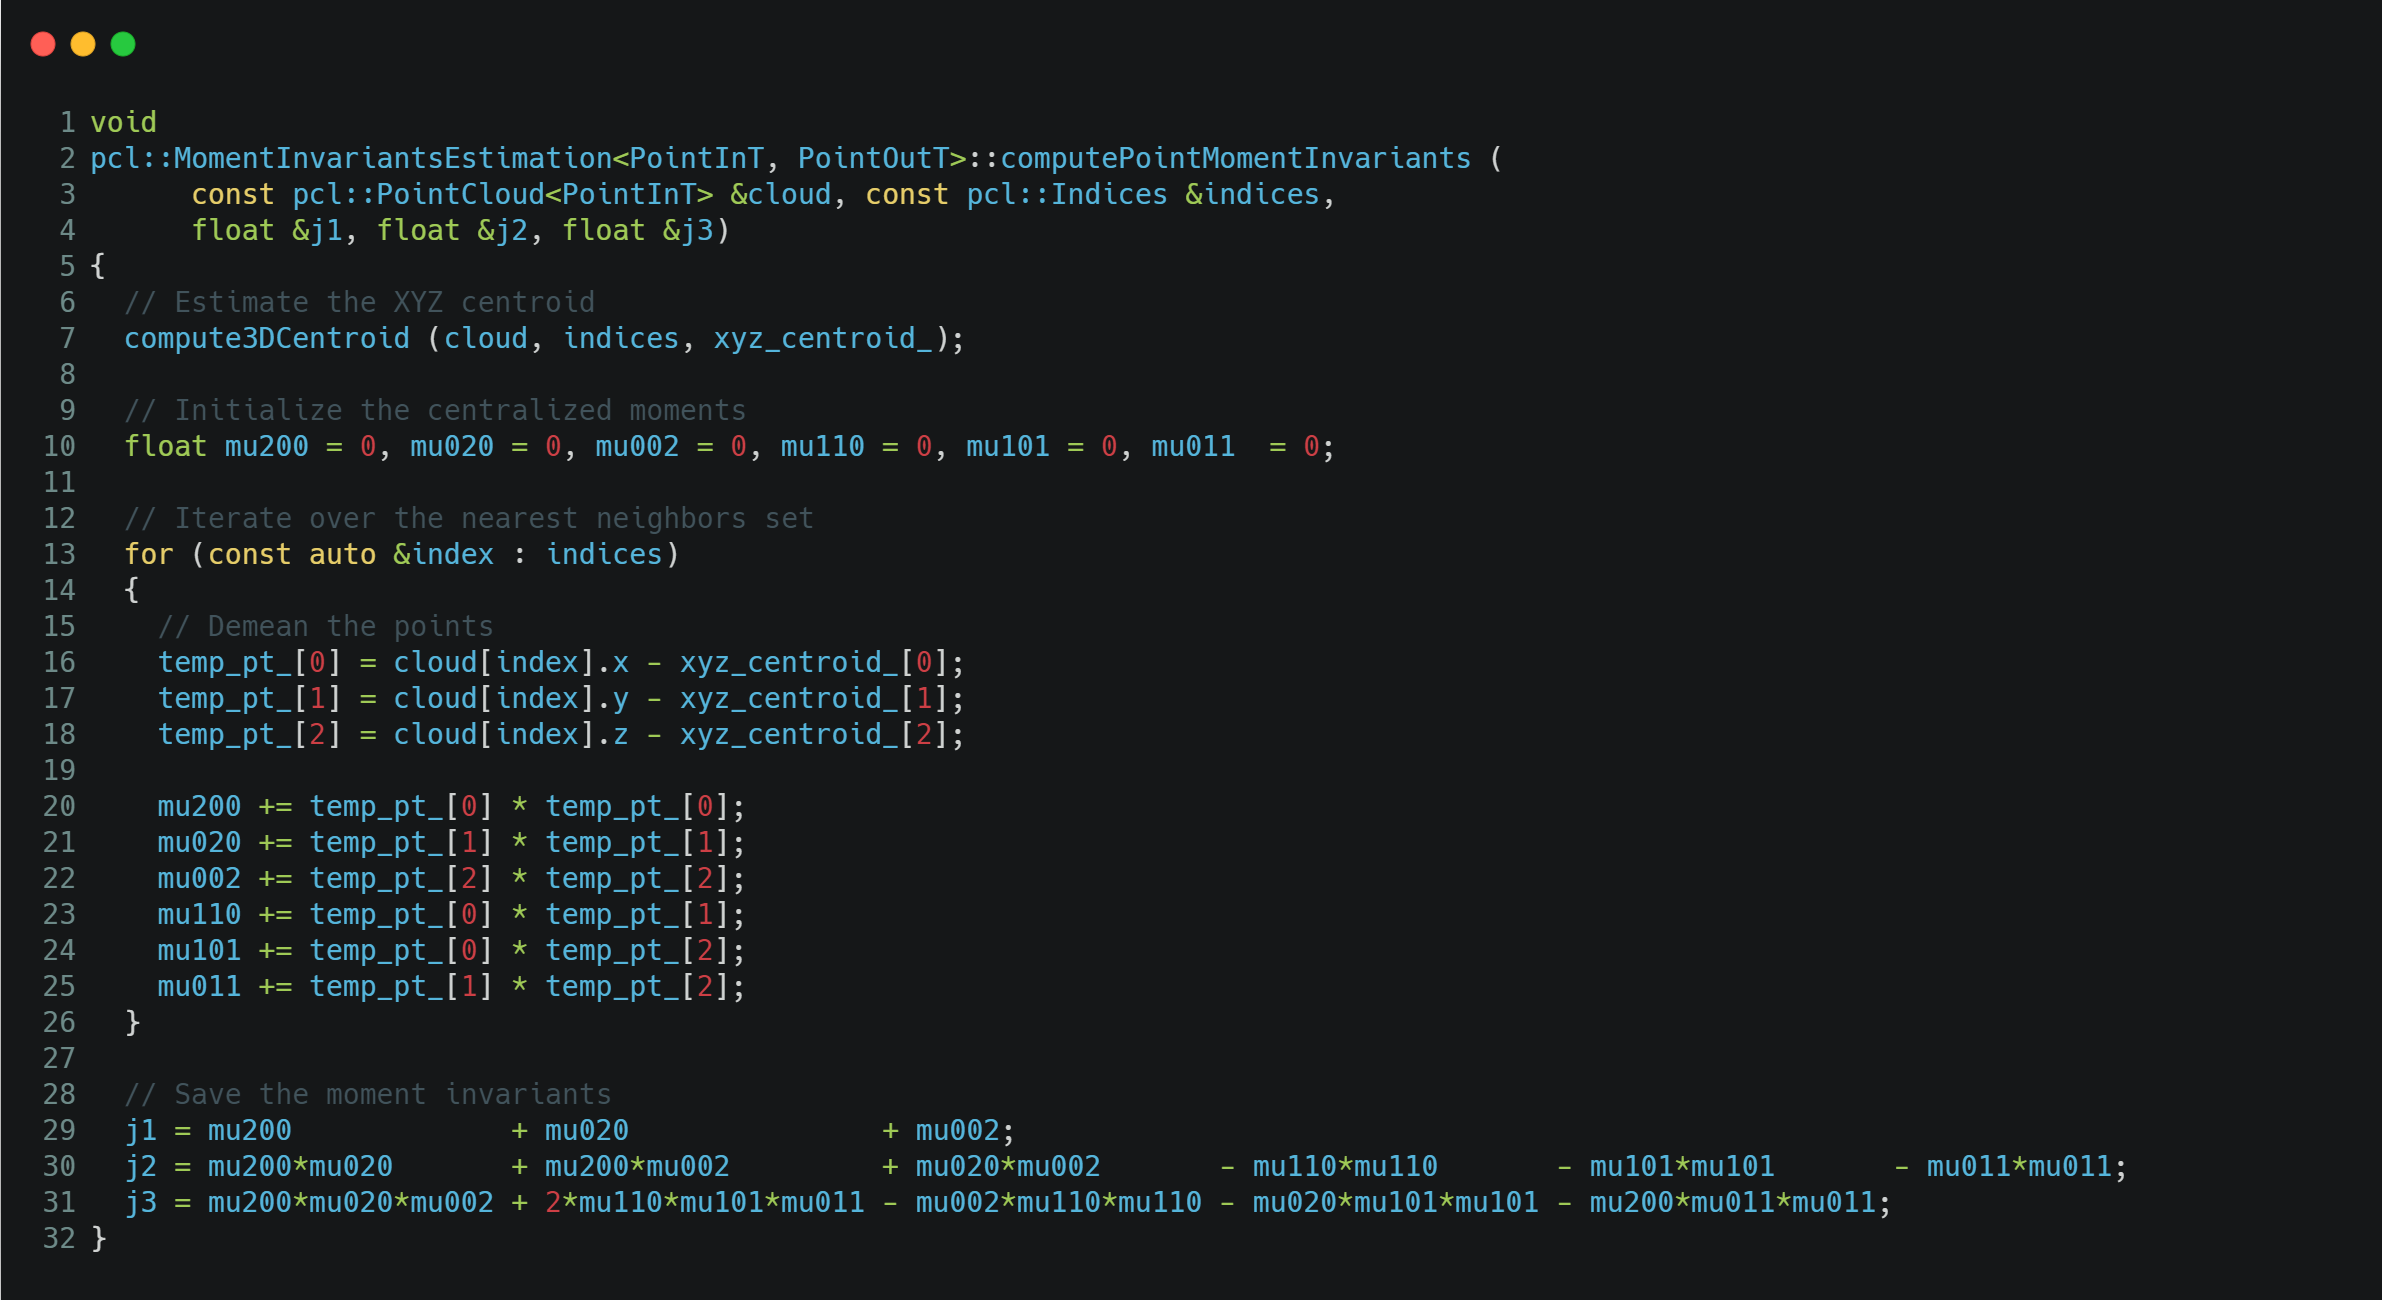 1 void
2 pcl::MomentInvariantsEstimation<PointInT, PointOutT>::computePointMomentInvariants (
3       const pcl::PointCloud<PointInT> &cloud, const pcl::Indices &indices,
4       float &j1, float &j2, float &j3)
5 {
6   // Estimate the XYZ centroid
7   compute3DCentroid (cloud, indices, xyz_centroid_);
8
9   // Initialize the centralized moments
10   float mu200 = 0, mu020 = 0, mu002 = 0, mu110 = 0, mu101 = 0, mu011  = 0;
11
12   // Iterate over the nearest neighbors set
13   for (const auto &index : indices)
14   {
15     // Demean the points
16     temp_pt_[0] = cloud[index].x - xyz_centroid_[0];
17     temp_pt_[1] = cloud[index].y - xyz_centroid_[1];
18     temp_pt_[2] = cloud[index].z - xyz_centroid_[2];
19
20     mu200 += temp_pt_[0] * temp_pt_[0];
21     mu020 += temp_pt_[1] * temp_pt_[1];
22     mu002 += temp_pt_[2] * temp_pt_[2];
23     mu110 += temp_pt_[0] * temp_pt_[1];
24     mu101 += temp_pt_[0] * temp_pt_[2];
25     mu011 += temp_pt_[1] * temp_pt_[2];
26   }
27
28   // Save the moment invariants
29   j1 = mu200             + mu020               + mu002;
30   j2 = mu200*mu020       + mu200*mu002         + mu020*mu002       - mu110*mu110       - mu101*mu101       - mu011*mu011;
31   j3 = mu200*mu020*mu002 + 2*mu110*mu101*mu011 - mu002*mu110*mu110 - mu020*mu101*mu101 - mu200*mu011*mu011;
32 }